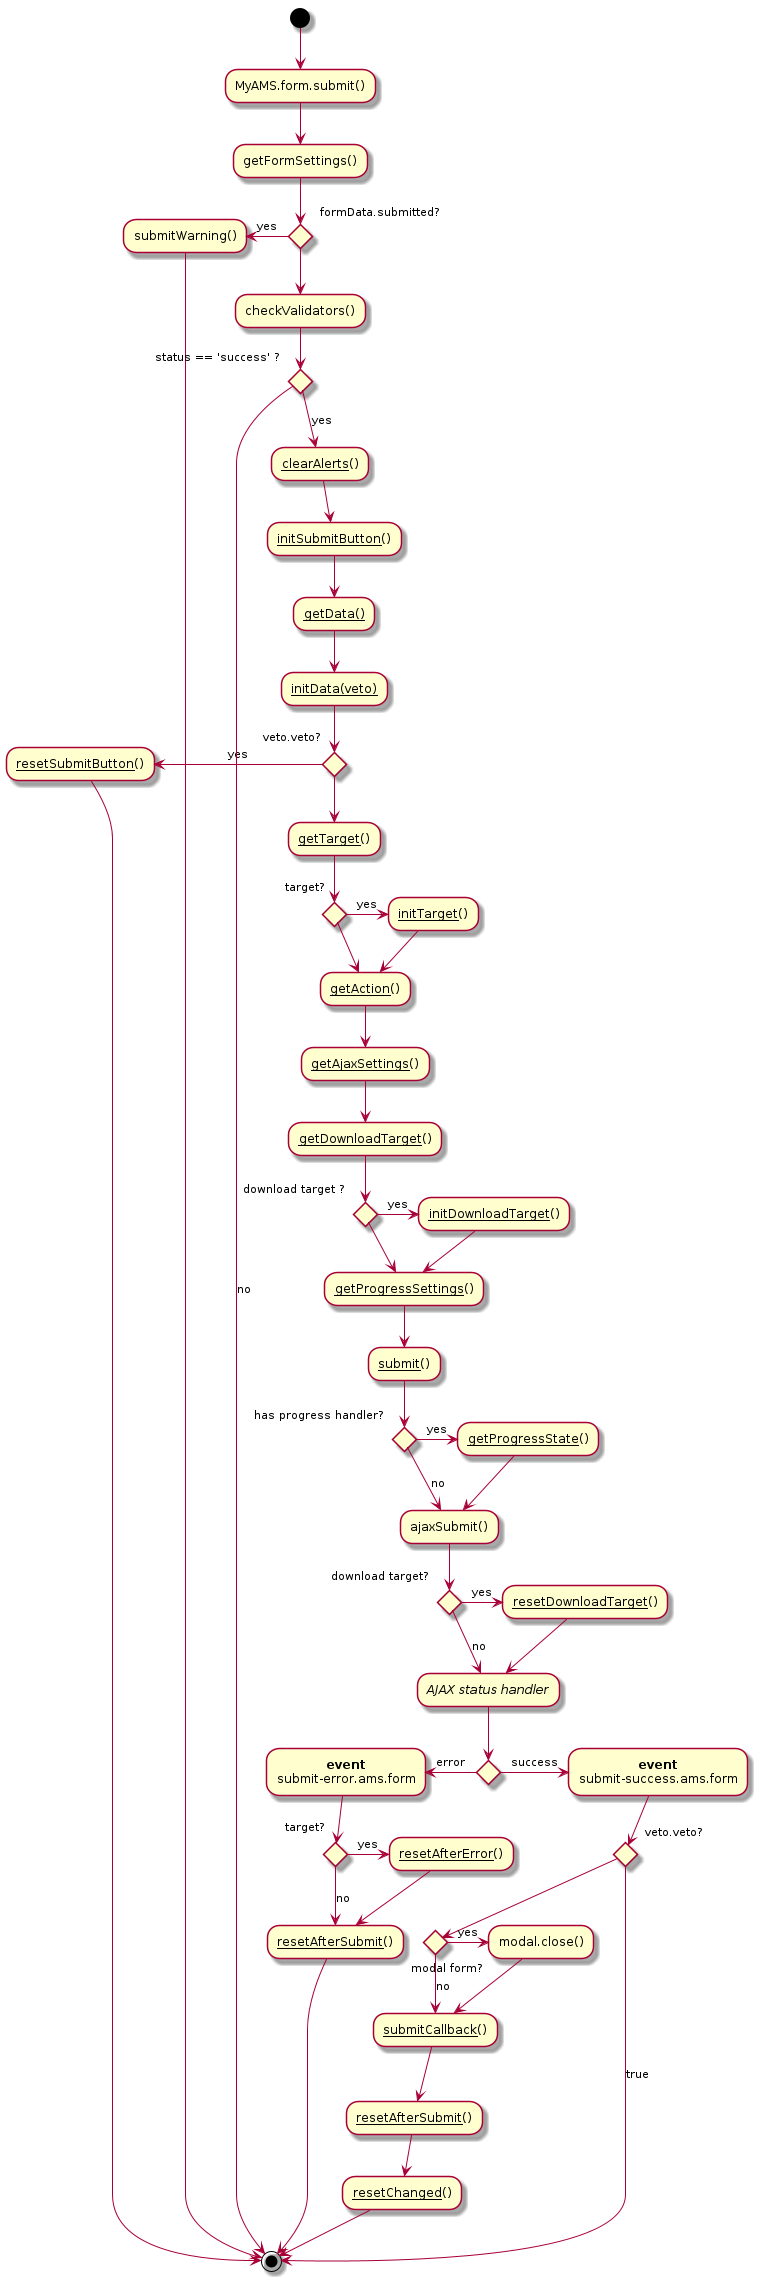 MyAMS.form.submit()
getFormSettings()
formData.submitted?
submitWarning()
yes
checkValidators()
status == 'success' ?
yes
clearAlerts()
initSubmitButton()
getData()
initData(veto)
veto.veto?
resetSubmitButton()
yes
getTarget()
target?
yes
initTarget()
getAction()
getAjaxSettings()
getDownloadTarget()
download target ?
yes
initDownloadTarget()
no
getProgressSettings()
submit()
has progress handler?
yes
getProgressState()
no
ajaxSubmit()
download target?
yes
resetDownloadTarget()
no
AJAX status handler
event
submit-error.ams.form
error
success
event
submit-success.ams.form
target?
veto.veto?
yes
resetAfterError()
no
resetAfterSubmit()
yes
modal.close()
modal form?
no
submitCallback()
true
resetAfterSubmit()
resetChanged()